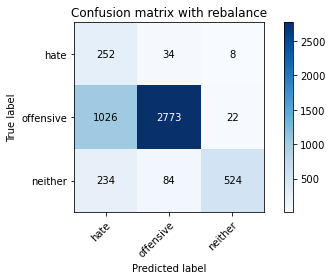 Confusion matrix with rebalance
True label
hate
252
34
8
offensive
1026
2773
22
neither
234
84
524
hate
offensive
neither
Predicted label
2500
2000
1500
1000
500